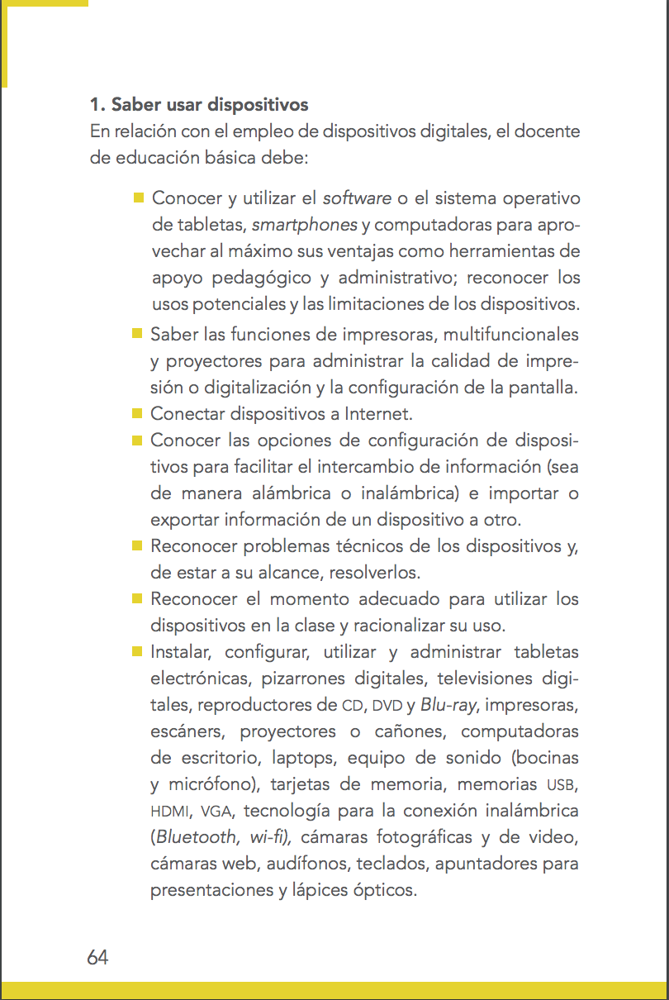 1. Saber usar dispositivos
En relación con el empleo de dispositivos digitales, el docente
de educación básica debe:
Conocer y utilizar el software o el sistema operativo
de tabletas, smartphones y computadoras para apro-
vechar al máximo sus ventajas como herramientas de
apoyo pedagógico y administrativo; reconocer los
usos potenciales y las limitaciones de los dispositivos.
Saber las funciones de impresoras, multifuncionales
y proyectores para administrar la calidad de impre-
sión o digitalización y la configuración de la pantalla.
Conectar dispositivos a Internet.
Conocer las opciones de configuración de disposi-
tivos para facilitar el intercambio de información (sea
de manera alámbrica o inalámbrica) e importar o
exportar información de un dispositivo a otro.
Reconocer problemas técnicos de los dispositivos y,
de estar a su alcance, resolverlos.
Reconocer el momento adecuado para utilizar los
dispositivos en la clase y racionalizar su uso.
Instalar, configurar, utilizar y administrar tabletas
electrónicas, pizarrones digitales, televisiones digi-
tales, reproductores de CD, DVD y Blu-ray, impresoras,
escáners, proyectores o cañones, computadoras
de escritorio, laptops, equipo de sonido (bocinas
y micrófono), tarjetas de memoria, memorias USB,
HDMI, VGA, tecnología para la conexión inalámbrica
(Bluetooth, wi-fi), cámaras fotográficas y de video,
cámaras web, audífonos, teclados, apuntadores para
presentaciones y lápices ópticos.
64